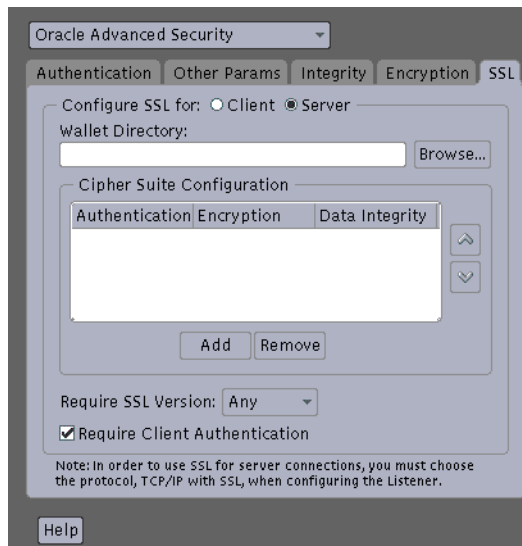 Oracle Advanced Security
Authentication Other Params Integrity Encryption SSL
Configure SSL for: Client Server
Wallet Directory:
Browse...
Cipher Suite Configuration
Authentication Encryption Data Integrity
Add Remove
Require SSL Version: Any
Require Client Authentication
Note: In order to use SSL for server connections, you must choose
the protocol, TCP/IP with SSL, when configuring the Listener.
Help